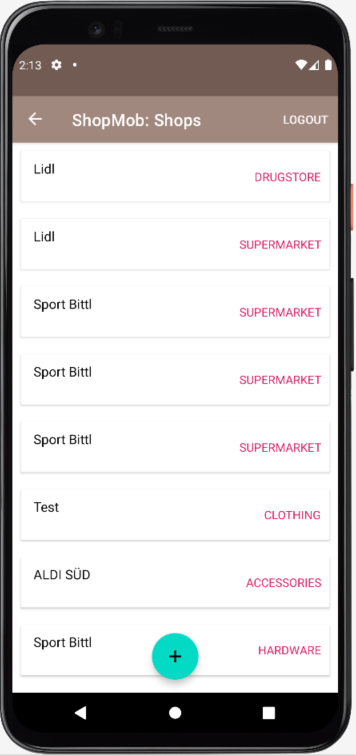 2:13
ShopMob: Shops LOGOUT
Lidl
DRUGSTORE
Lidl
SUPERMARKET
Sport Bittl
SUPERMARKET
Sport Bittl
SUPERMARKET
Sport Bittl
SUPERMARKET
Test
CLOTHING
ALDI SÜD
ACCESSORIES
Sport Bittl
HARDWARE